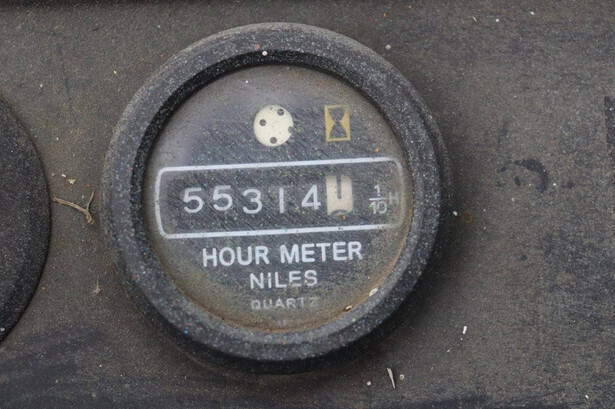 55314 1/10 H
HOUR METER
NILES
QUARTZ